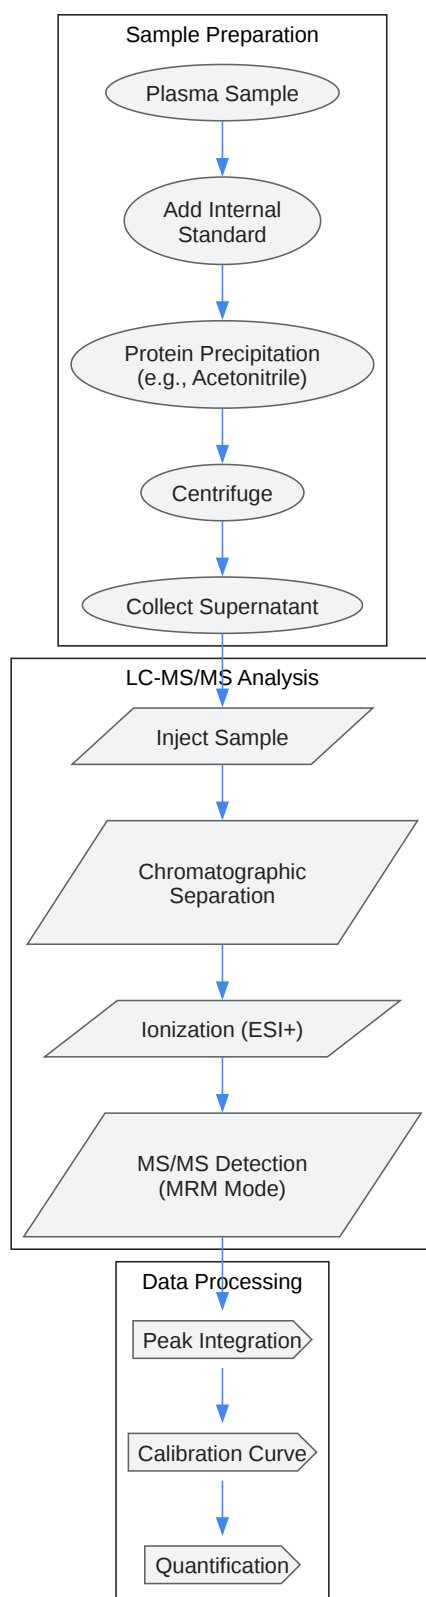 Sample Preparation
Plasma Sample
Add Internal
Standard
Protein Precipitation
(e.g., Acetonitrile)
Centrifuge
Collect Supernatant
LC-MS/MS Analysis
Inject Sample
Chromatographic
Separation
Ionization (ESI+)
MS/MS Detection
(MRM Mode)
Data Processing
Peak Integration
Calibration Curve
Quantification